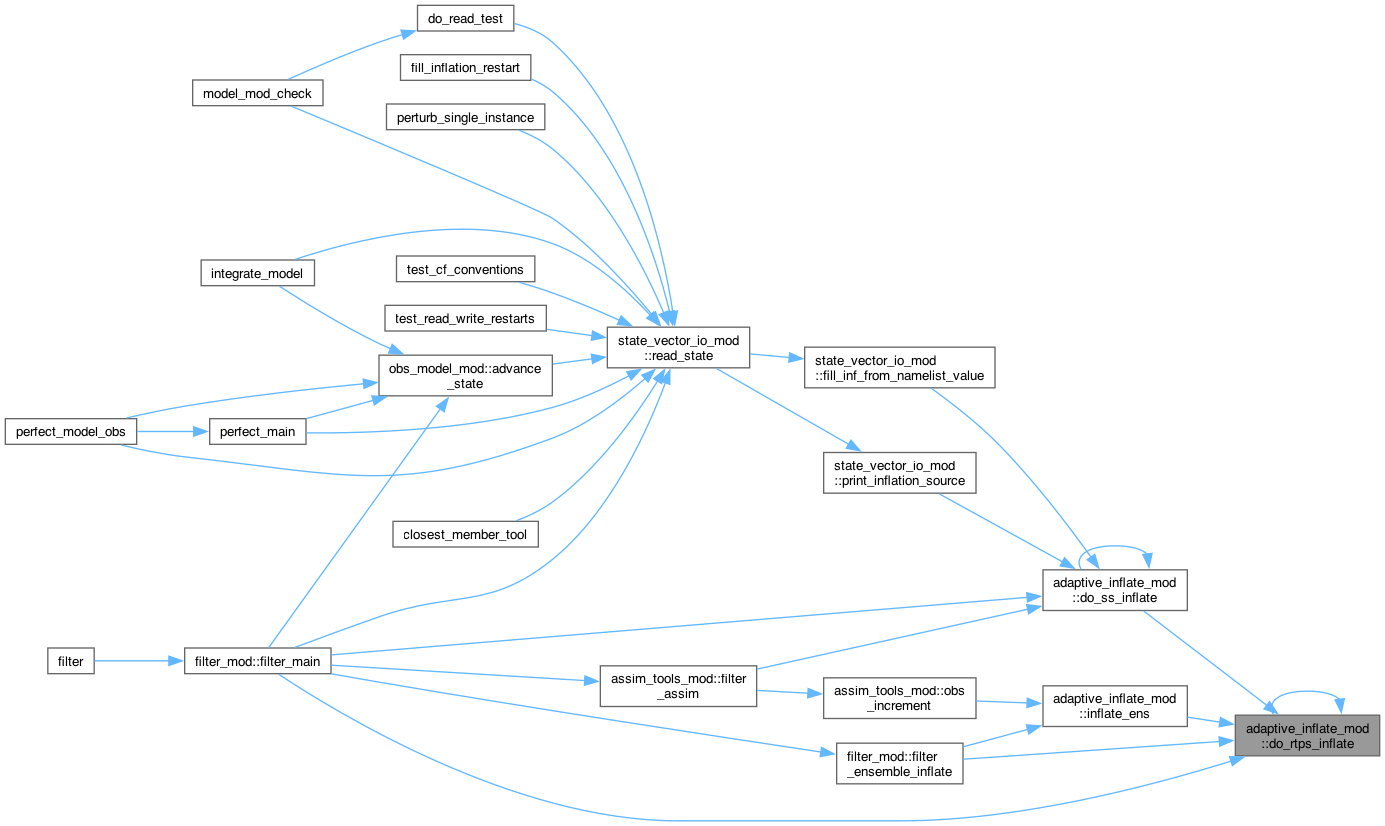 do_read_test
fill_inflation_restart
model_mod_check
perturb_single_instance
integrate_model
test_cf_conventions
test_read_write_restarts
state_vector_io_mod
::read_state
state_vector_io_mod
::fill_inf_from_namelist_value
obs_model_mod::advance
_state
perfect_model_obs
perfect_main
state_vector_io_mod
::print_inflation_source
closest_member_tool
adaptive_inflate_mod
::do_ss_inflate
filter
filter_mod::filter_main
assim_tools_mod::filter
_assim
assim_tools_mod::obs
_increment
adaptive_inflate_mod
::inflate_ens
adaptive_inflate_mod
::do_rtps_inflate
filter_mod::filter
_ensemble_inflate